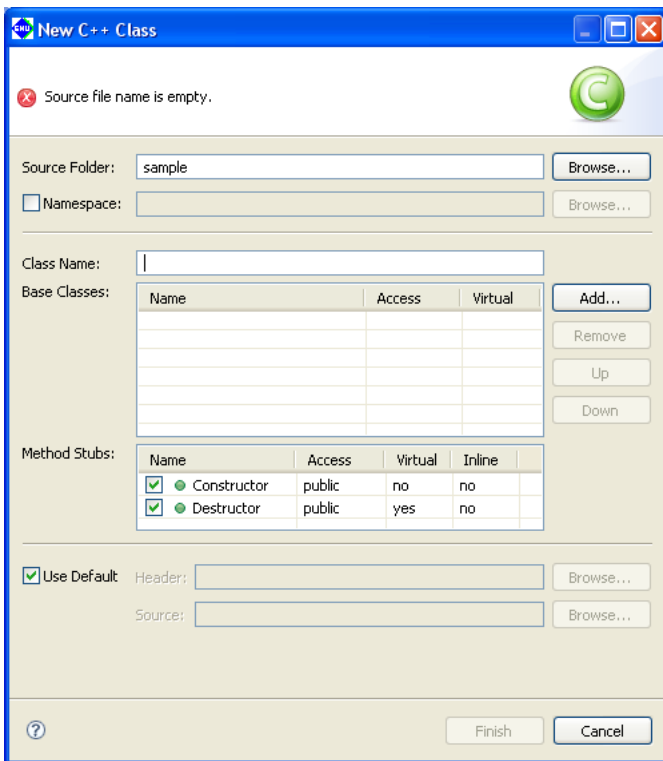 GNU New C++ Class
Source file name is empty.
C
Source Folder: sample Browse...
Namespace: Browse...
Class Name:
Base Classes: Name Access Virtual Add...
Remove
Up
Down
Method Stubs: Name Access Virtual Inline
Constructor public no no
Destructor public yes no
Use Default Header: Browse...
Source: Browse...
? Finish Cancel